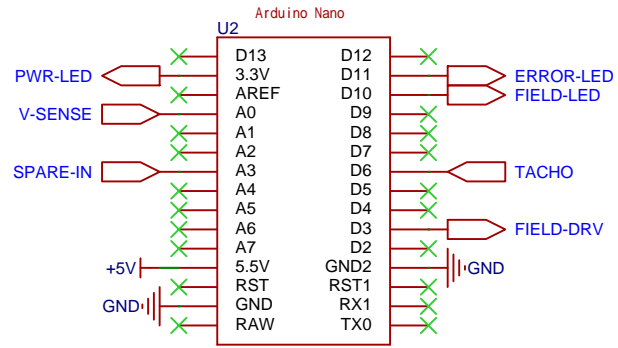 Arduino Nano
U2
D13 D12
PWR-LED 3.3V D11 ERROR-LED
AREF D10 FIELD-LED
V-SENSE A0 D9
A1 D8
A2 D7
SPARE-IN A3 D6 TACHO
A4 D5
A5 D4
A6 D3 FIELD-DRV
A7 D2
+5V 5.5V GND2 GND
RST RST1
GND GND RX1
RAW TX0